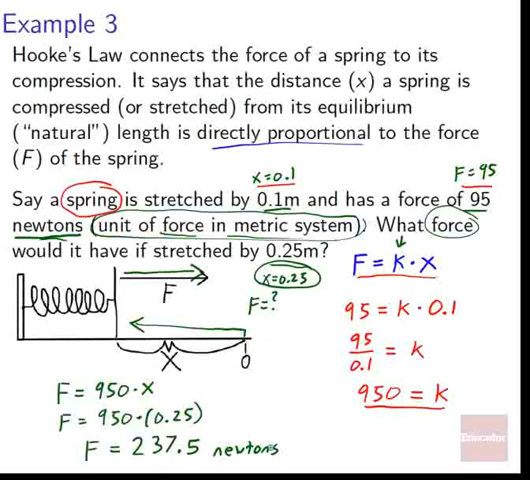 Example 3
Hooke's Law connects the force of a spring to its
compression. It says that the distance (x) a spring is
compressed (or stretched) from its equilibrium
("natural") length is directly proportional to the force
(F) of the spring.
x=0.1
F=95
Say a spring is stretched by 0.1m and has a force of 95
newtons (unit of force in metric system). What force
would it have if stretched by 0.25m?
x=0.25
F=?
F
X
0
F = K · X
95 = K · 0.1
95/0.1 = K
950 = K
F = 950 · x
F = 950 · (0.25)
F = 237.5 newtons
Educator